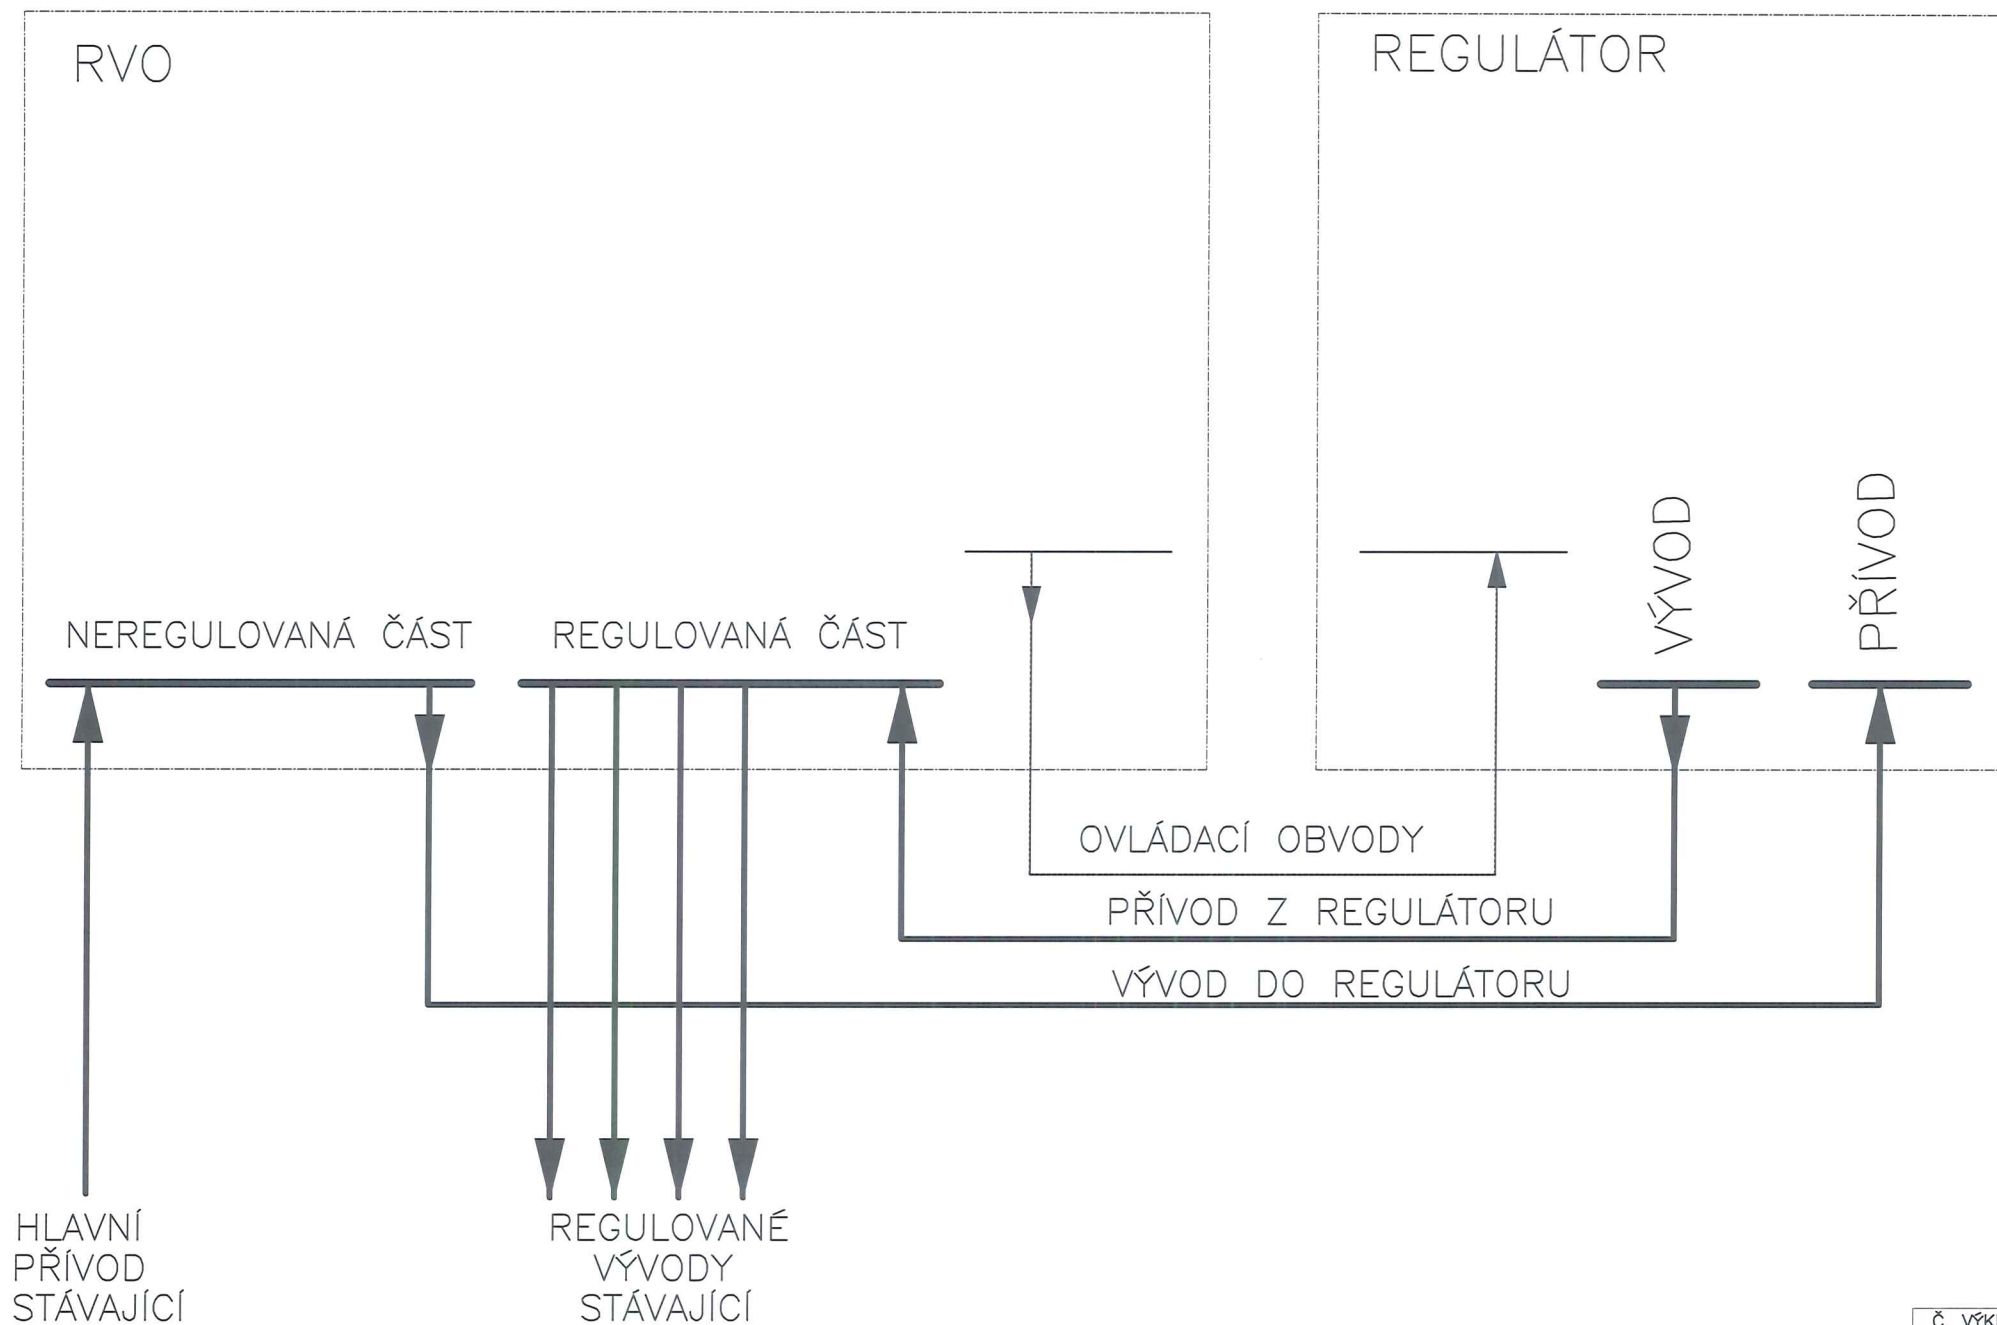 RVO
REGULÁTOR
VÝVOD
PŘÍVOD
NEREGULOVANÁ ČÁST
REGULOVANÁ ČÁST
OVLÁDACÍ OBVODY
PŘÍVOD Z REGULÁTORU
VÝVOD DO REGULÁTORU
HLAVNÍ
PŘÍVOD
STÁVAJÍCÍ
REGULOVANÉ
VÝVODY
STÁVAJÍCÍ
Č.